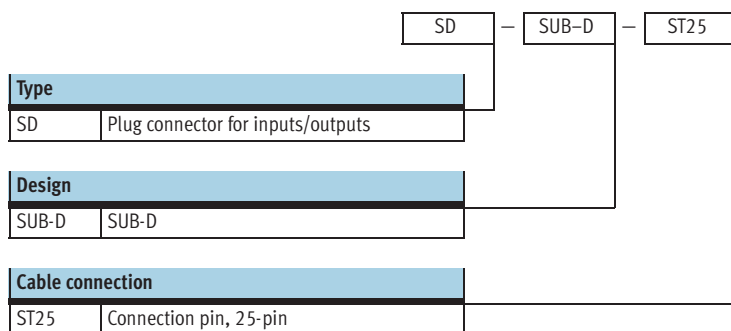 SD – SUB–D – ST25
Type
SD Plug connector for inputs/outputs
Design
SUB-D SUB-D
Cable connection
ST25 Connection pin, 25-pin